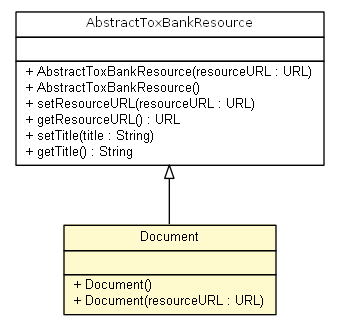 AbstractToxBankResource
+ AbstractToxBankResource(resourceURL : URL)
+ AbstractToxBankResource()
+ setResourceURL(resourceURL : URL)
+ getResourceURL() : URL
+ setTitle(title : String)
+ getTitle() : String
Document
+ Document()
+ Document(resourceURL : URL)